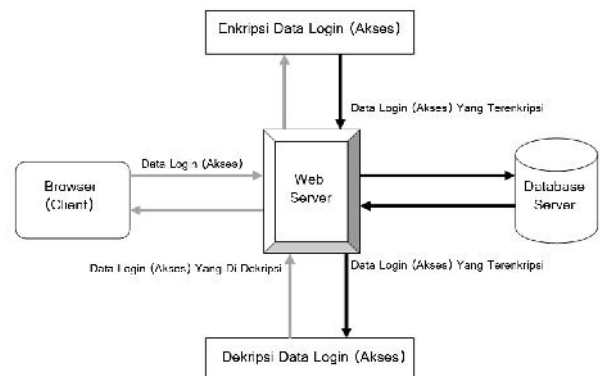 Enkripsi Data Login (Akses)
Data Login (Akses) Yang Terenkripsi
Data Login (Akses)
Browser
(Client)
Web
Server
Database
Server
Data Login (Akses) Yang Di Dekripsi
Data Login (Akses) Yang Terenkripsi
Dekripsi Data Login (Akses)